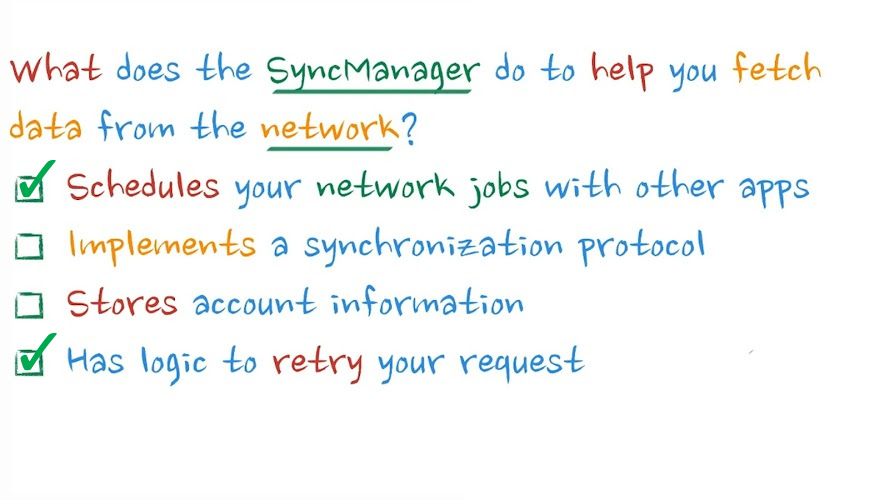 What does the SyncManager do to help you fetch
data from the network?
Schedules your network jobs with other apps
Implements a synchronization protocol
Stores account information
Has logic to retry your request